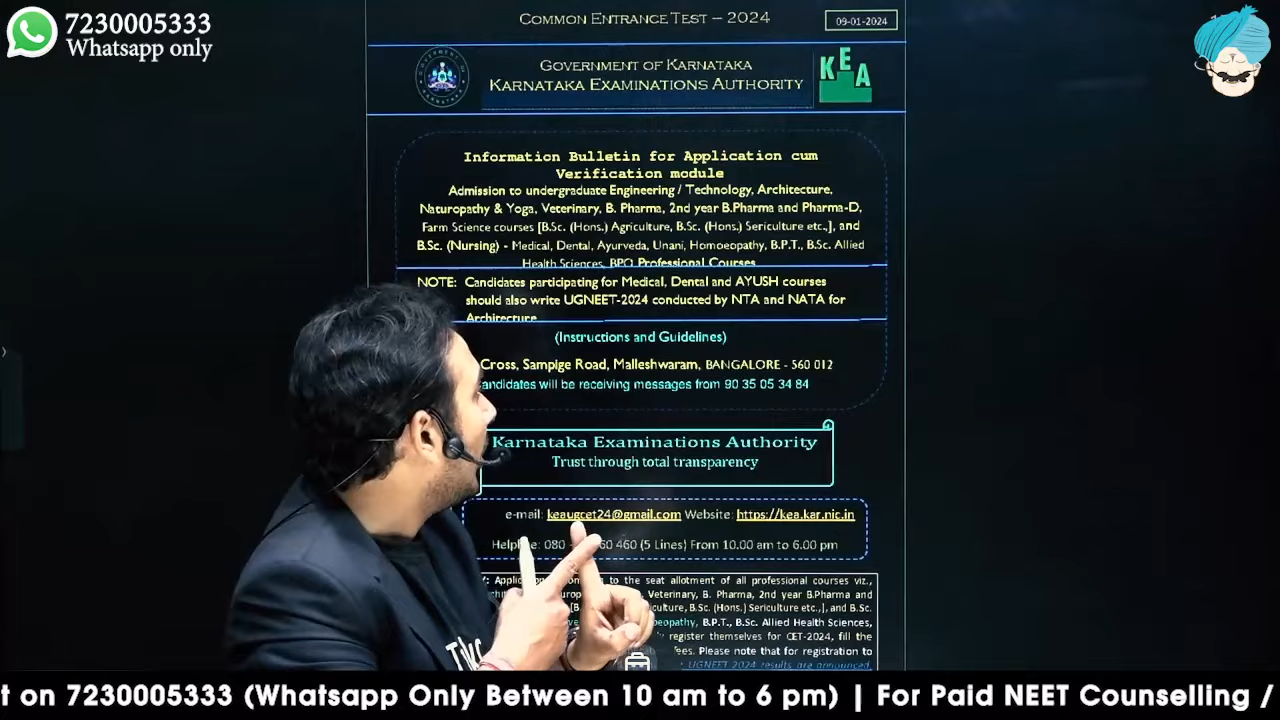 7230005333
Whatsapp only
COMMON ENTRANCE TEST – 2024
09-01-2024
GOVERNMENT OF KARNATAKA
KARNATAKA EXAMINATIONS AUTHORITY
KEA
Information Bulletin for Application cum
Verification module
Admission to undergraduate Engineering / Technology, Architecture,
Naturopathy & Yoga, Veterinary, B. Pharma, 2nd year B.Pharma and Pharma-D,
Farm Science courses [B.Sc. (Hons.) Agriculture, B.Sc. (Hons.) Sericulture etc.,], and
B.Sc. (Nursing) - Medical, Dental, Ayurveda, Unani, Homoeopathy, B.P.T., B.Sc. Allied
Health Sciences, BPO Professional Courses
NOTE: Candidates participating for Medical, Dental and AYUSH courses
should also write UGNEET-2024 conducted by NTA and NATA for
Architecture
(Instructions and Guidelines)
Cross, Sampige Road, Malleshwaram, BANGALORE - 560 012
andidates will be receiving messages from 90 35 05 34 84
Karnataka Examinations Authority
Trust through total transparency
e-mail: keaugcet24@gmail.com Website: https://kea.kar.nic.in
080 60 460 (5 Lines) From 10.00 am to 6.00 pm
to the seat allotment of all professional courses viz.,
Veterinary, B. Pharma, 2nd year B.Pharma and
culture, B.Sc. (Hons.) Sericulture etc.,], and B.Sc.
eopathy, B.P.T., B.Sc. Allied Health Sciences,
register themselves for CET-2024, fill the
fees. Please note that for registration to
UGNEET 2024 results are announced,
t on 7230005333 (Whatsapp Only Between 10 am to 6 pm) | For Paid NEET Counselling /